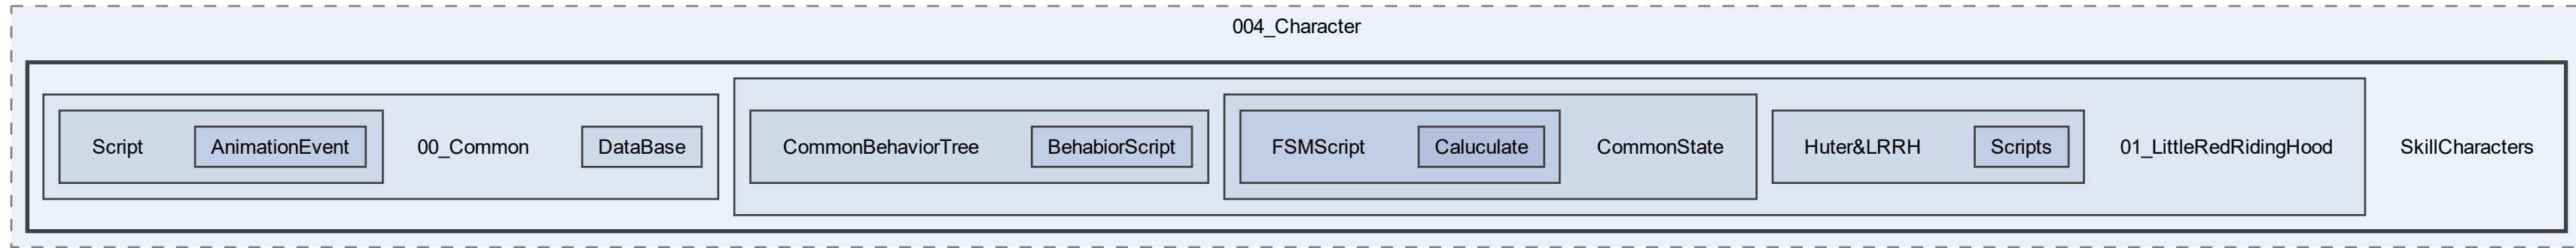 004_Character
Script
AnimationEvent
00_Common
DataBase
CommonBehaviorTree
BehabiorScript
FSMScript
Caluculate
CommonState
Huter&LRRH
Scripts
01_LittleRedRidingHood
SkillCharacters